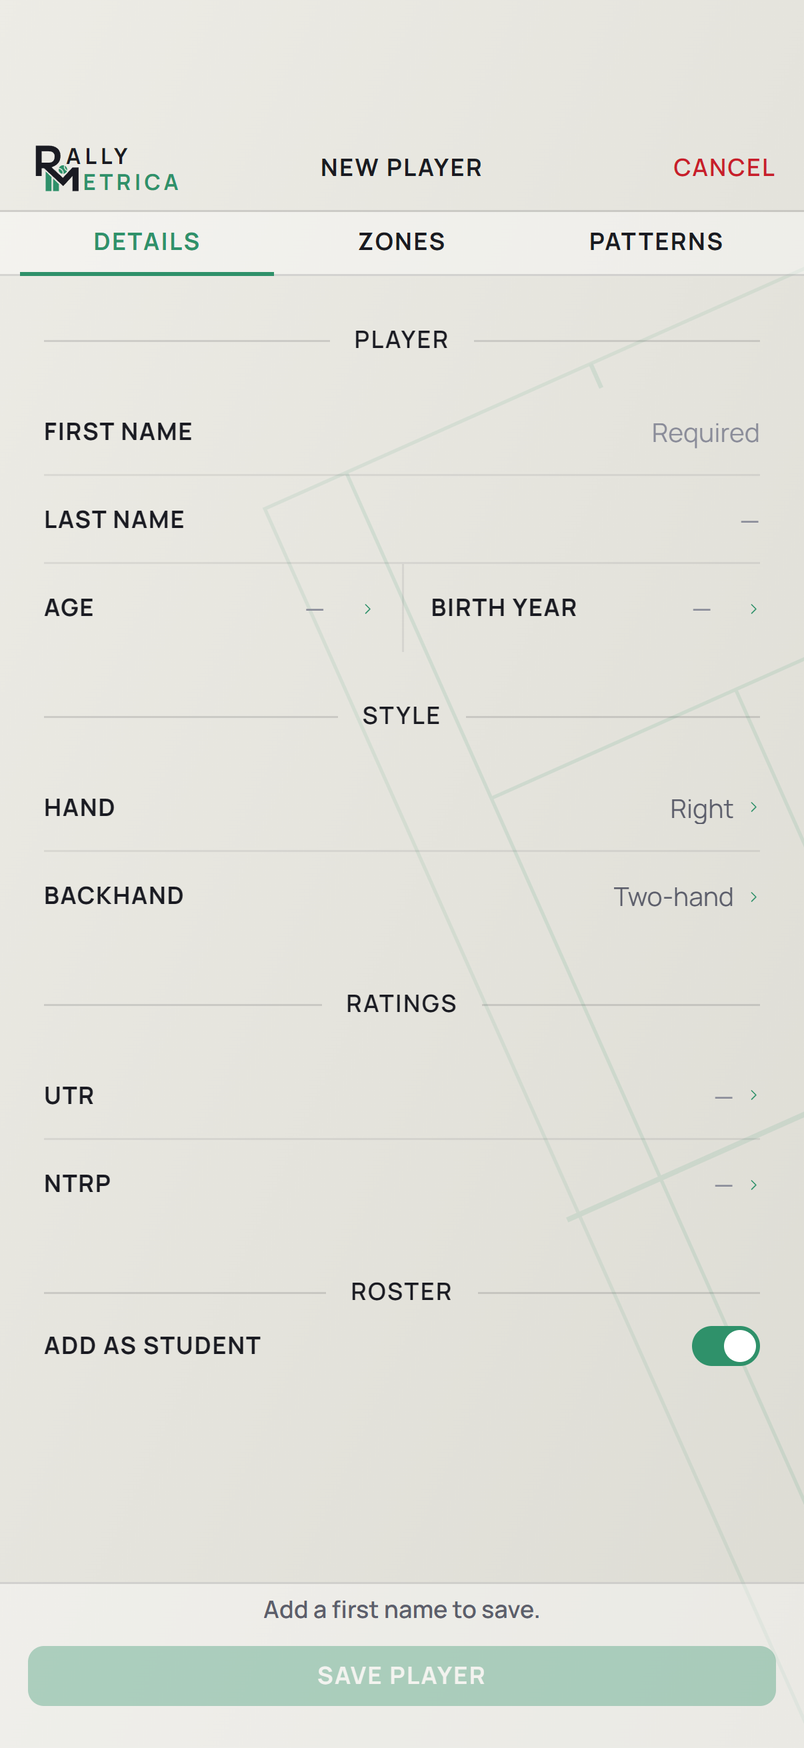 RALLY
METRICA
NEW PLAYER
CANCEL
DETAILS ZONES PATTERNS
PLAYER
FIRST NAME Required
LAST NAME —
AGE — › BIRTH YEAR — ›
STYLE
HAND Right ›
BACKHAND Two-hand ›
RATINGS
UTR — ›
NTRP — ›
ROSTER
ADD AS STUDENT
Add a first name to save.
SAVE PLAYER